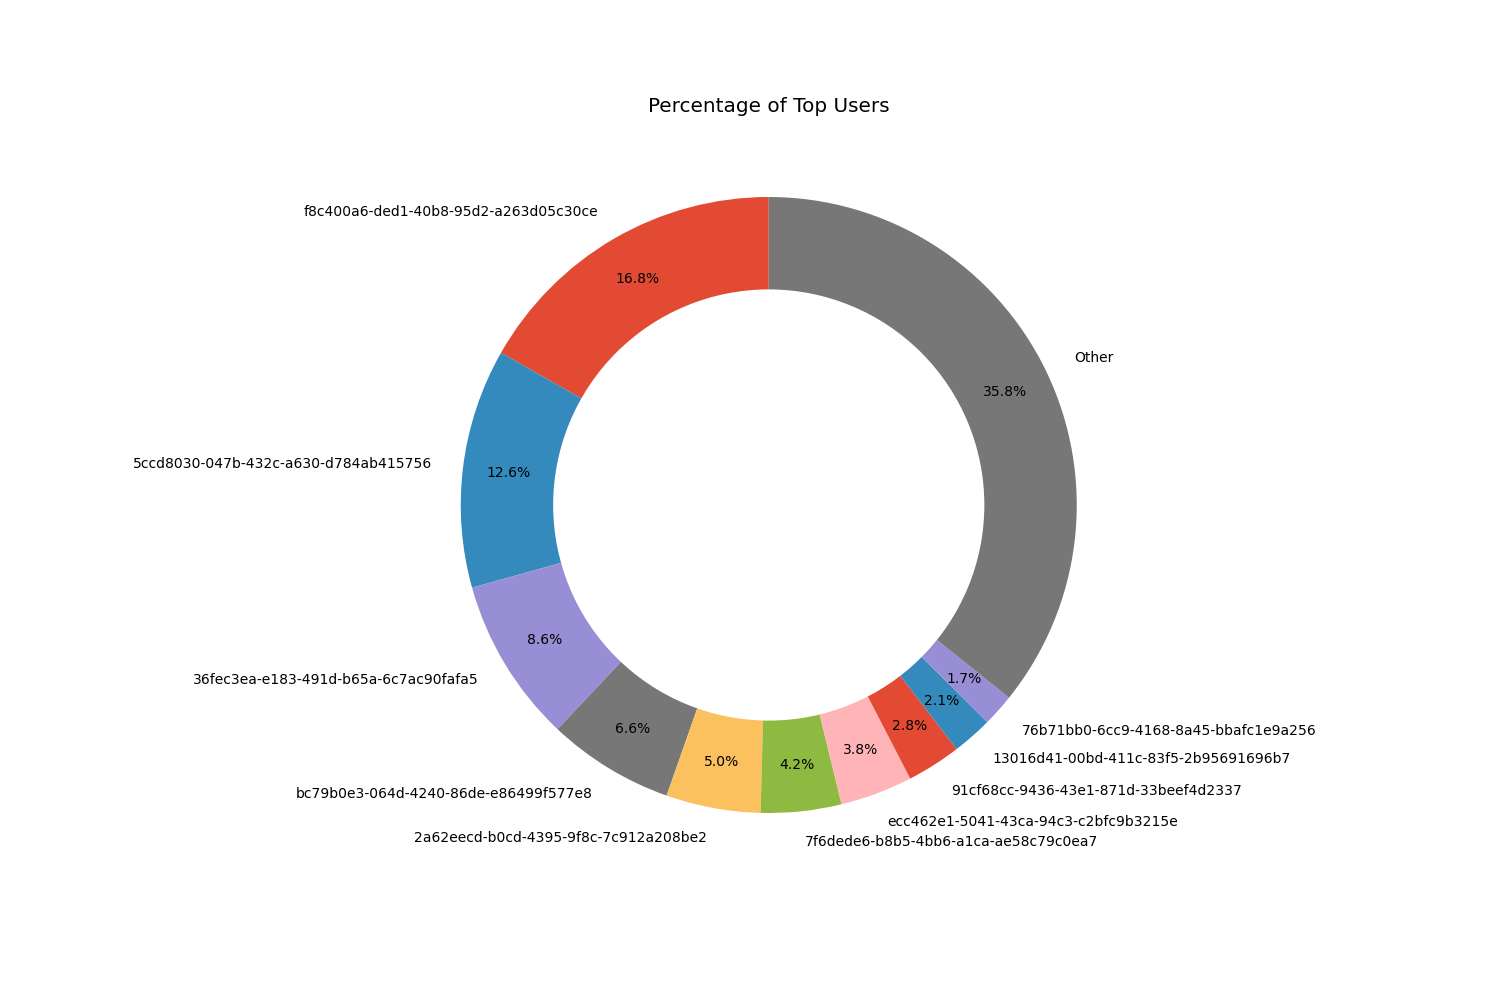 Percentage of Top Users
f8c400a6-ded1-40b8-95d2-a263d05c30ce
16.8%
Other
35.8%
5ccd8030-047b-432c-a630-d784ab415756
12.6%
36fec3ea-e183-491d-b65a-6c7ac90fafa5
8.6%
bc79b0e3-064d-4240-86de-e86499f577e8
6.6%
2a62eecd-b0cd-4395-9f8c-7c912a208be2
5.0%
7f6dede6-b8b5-4bb6-a1ca-ae58c79c0ea7
4.2%
ecc462e1-5041-43ca-94c3-c2bfc9b3215e
3.8%
91cf68cc-9436-43e1-871d-33beef4d2337
2.8%
13016d41-00bd-411c-83f5-2b95691696b7
2.1%
76b71bb0-6cc9-4168-8a45-bbafc1e9a256
1.7%